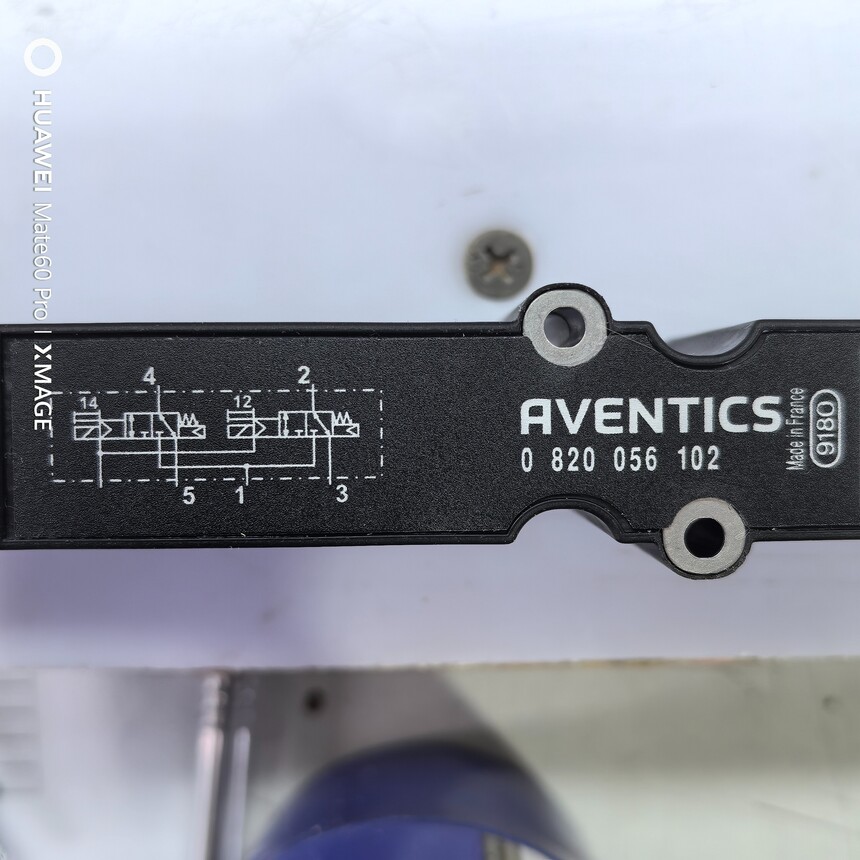 HUAWEI Mate60 Pro | XMAGE
4
2
14
12
5
1
3
AVENTICS
0 820 056 102
Made in France
9180